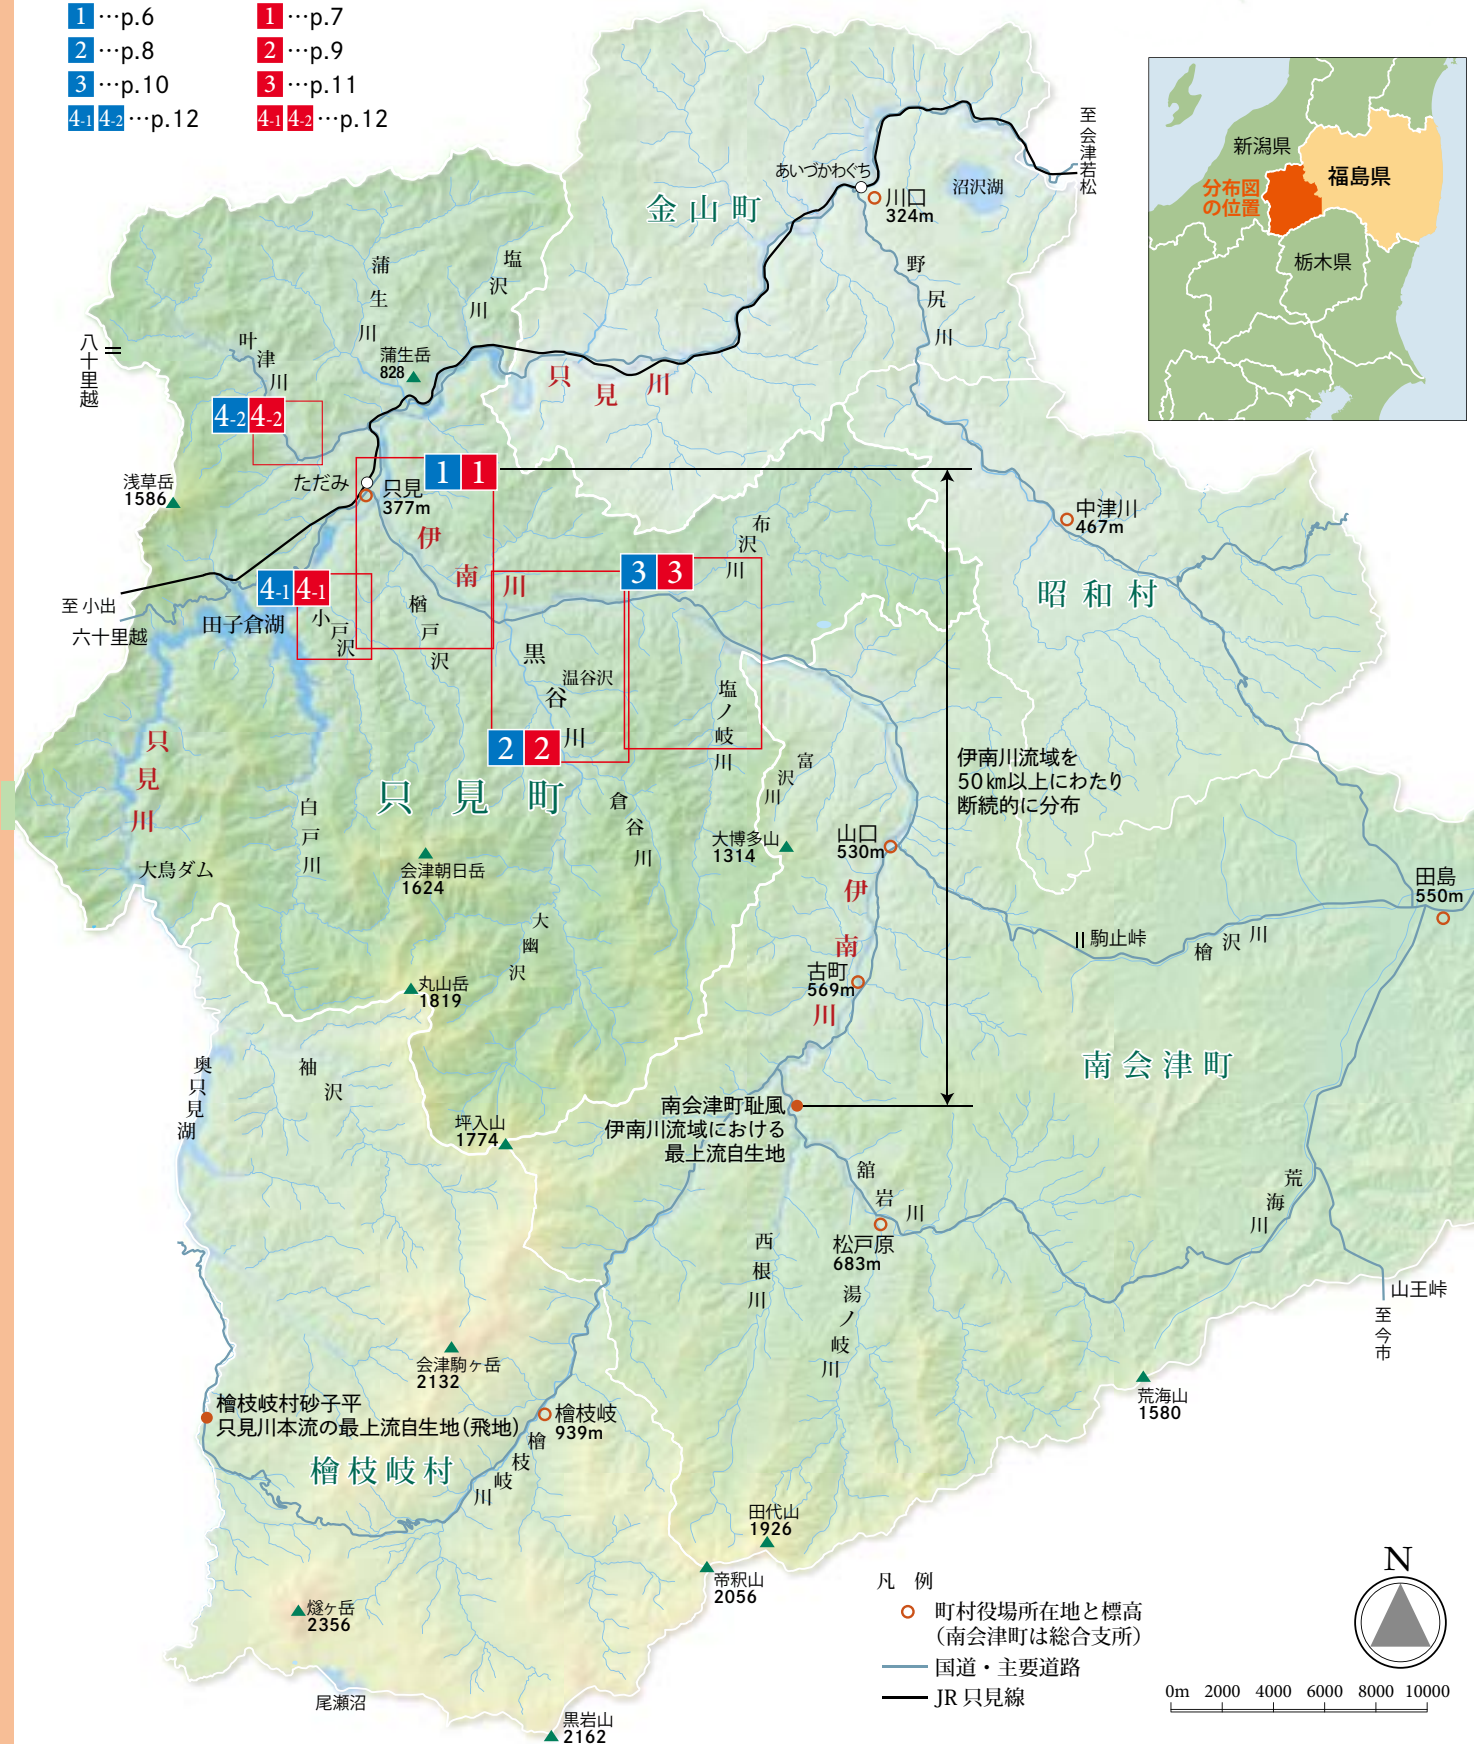 1…p.6
2…p.8
3…p.10
4-1 4-2…p.12
1…p.7
2…p.9
3…p.11
4-1 4-2…p.12
新潟県
福島県
分布図
の位置
栃木県
至会津若松
あいづかわぐち
川口
324m
沼沢湖
金山町
野尻川
塩沢川
蒲生川
叶津川
八十里越
蒲生岳
828
只見川
4-2 4-2
浅草岳
1586
ただみ
只見
377m
1 1
伊南川
布沢川
中津川
467m
昭和村
3 3
4-1 4-1
至 小出
六十里越
田子倉湖
小戸沢
楢戸沢
黒谷川
温谷沢
塩ノ岐川
2 2
只見川
只見町
白戸川
倉谷川
富沢川
伊南川流域を
50㎞以上にわたり
断続的に分布
大鳥ダム
会津朝日岳
1624
大博多山
1314
山口
530m
田島
550m
伊南川
駒止峠
檜沢川
大幽沢
丸山岳
1819
古町
569m
奥只見湖
袖沢
南会津町
坪入山
1774
南会津町耻風
伊南川流域における
最上流自生地
舘岩川
荒海川
松戸原
683m
西根川
湯ノ岐川
山王峠
至今市
会津駒ヶ岳
2132
荒海山
1580
檜枝岐村砂子平
只見川本流の最上流自生地(飛地)
檜枝岐
939m
檜枝岐川
檜枝岐村
田代山
1926
帝釈山
2056
燧ヶ岳
2356
尾瀬沼
黒岩山
2162
凡 例
町村役場所在地と標高
(南会津町は総合支所)
国道・主要道路
JR 只見線
N
0m 2000 4000 6000 8000 10000